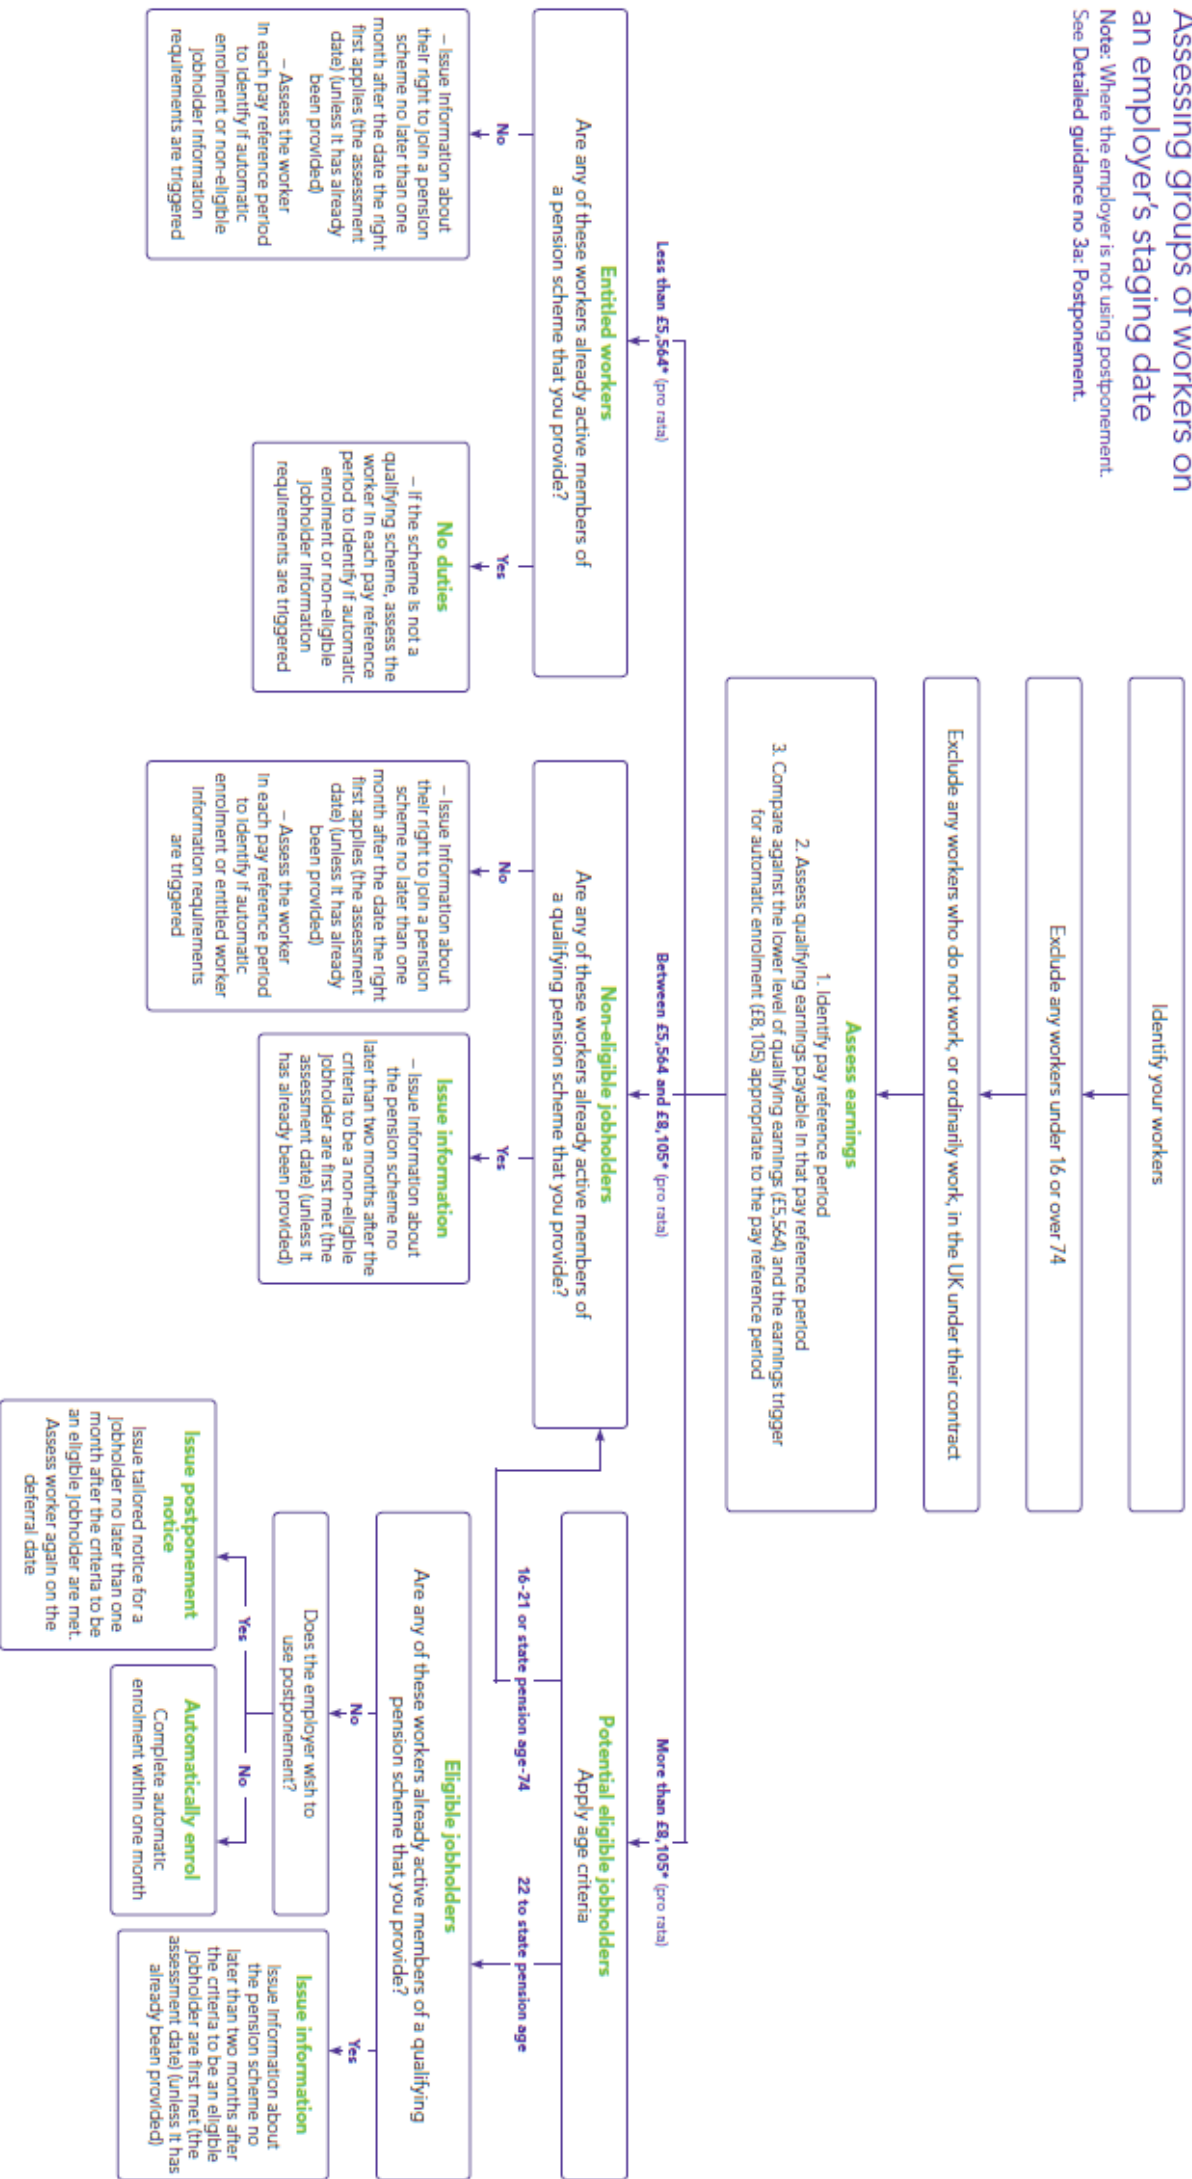 Assessing groups of workers on
an employer's staging date
Note: Where the employer is not using postponement.
See Detailed guidance no 3a: Postponement.
Identify your workers
Exclude any workers under 16 or over 74
Exclude any workers who do not work, or ordinarily work, in the UK under their contract
Assess earnings
1. Identify pay reference period
2. Assess qualifying earnings payable in that pay reference period
3. Compare against the lower level of qualifying earnings (£5,564) and the earnings trigger
for automatic enrolment (£8,105) appropriate to the pay reference period
Less than £5,564* (pro rata)
Between £5,564 and £8,105* (pro rata)
More than £8,105* (pro rata)
Entitled workers
Are any of these workers already active members of
a pension scheme that you provide?
No
Yes
– Issue information about
their right to join a pension
scheme no later than one
month after the date the right
first applies (the assessment
date) (unless it has already
been provided)
– Assess the worker
in each pay reference period
to identify if automatic
enrolment or non-eligible
jobholder information
requirements are triggered
No duties
– If the scheme is not a
qualifying scheme, assess the
worker in each pay reference
period to identify if automatic
enrolment or non-eligible
jobholder information
requirements are triggered
Non-eligible jobholders
Are any of these workers already active members of
a qualifying pension scheme that you provide?
No
Yes
– Issue information about
their right to join a pension
scheme no later than one
month after the date the right
first applies (the assessment
date) (unless it has already
been provided)
– Assess the worker
in each pay reference period
to identify if automatic
enrolment or entitled worker
information requirements
are triggered
Issue information
– Issue information about
the pension scheme no
later than two months after the
criteria to be a non-eligible
jobholder are first met (the
assessment date) (unless it
has already been provided)
Potential eligible jobholders
Apply age criteria
16-21 or state pension age-74
22 to state pension age
Eligible jobholders
Are any of these workers already active members of a qualifying
pension scheme that you provide?
No
Yes
Does the employer wish to
use postponement?
Yes
No
Issue postponement
notice
Issue tailored notice for a
jobholder no later than one
month after the criteria to be
an eligible jobholder are met.
Assess worker again on the
deferral date
Automatically enrol
Complete automatic
enrolment within one month
Issue information
Issue information about
the pension scheme no
later than two months after
the criteria to be an eligible
jobholder are first met (the
assessment date) (unless it has
already been provided)